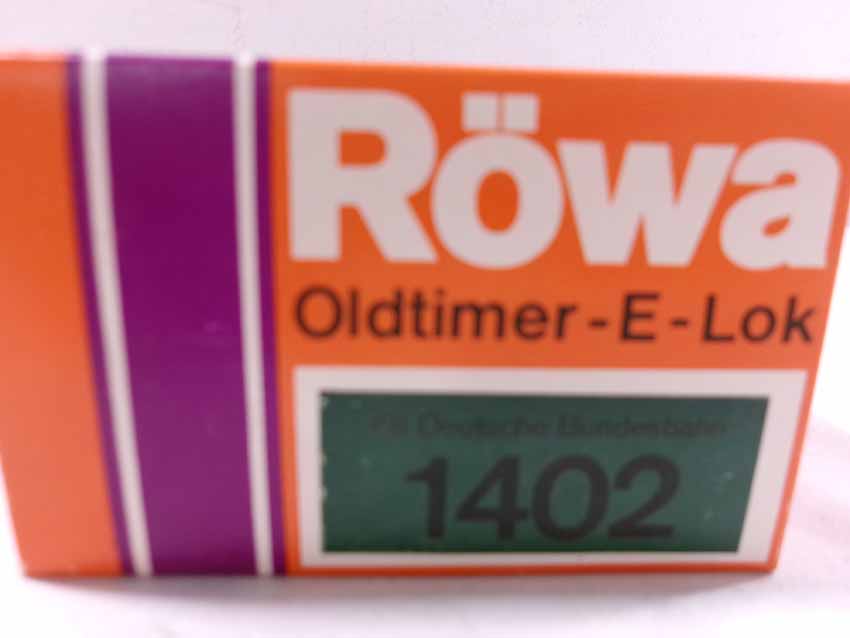 Röwa
Oldtimer-E-Lok
Deutsche Bundesbahn
1402